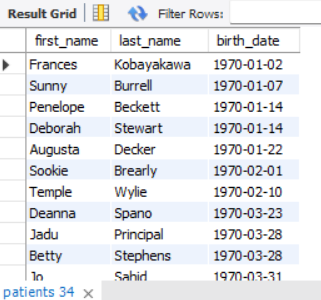 Result Grid Filter Rows:
first_name last_name birth_date
Frances Kobayakawa 1970-01-02
Sunny Burrell 1970-01-07
Penelope Beckett 1970-01-14
Deborah Stewart 1970-01-14
Augusta Decker 1970-01-22
Sookie Brearly 1970-02-01
Temple Wylie 1970-02-10
Deanna Spano 1970-03-23
Jadu Principal 1970-03-28
Betty Stephens 1970-03-28
Jo Sahid 1970-03-31
patients 34